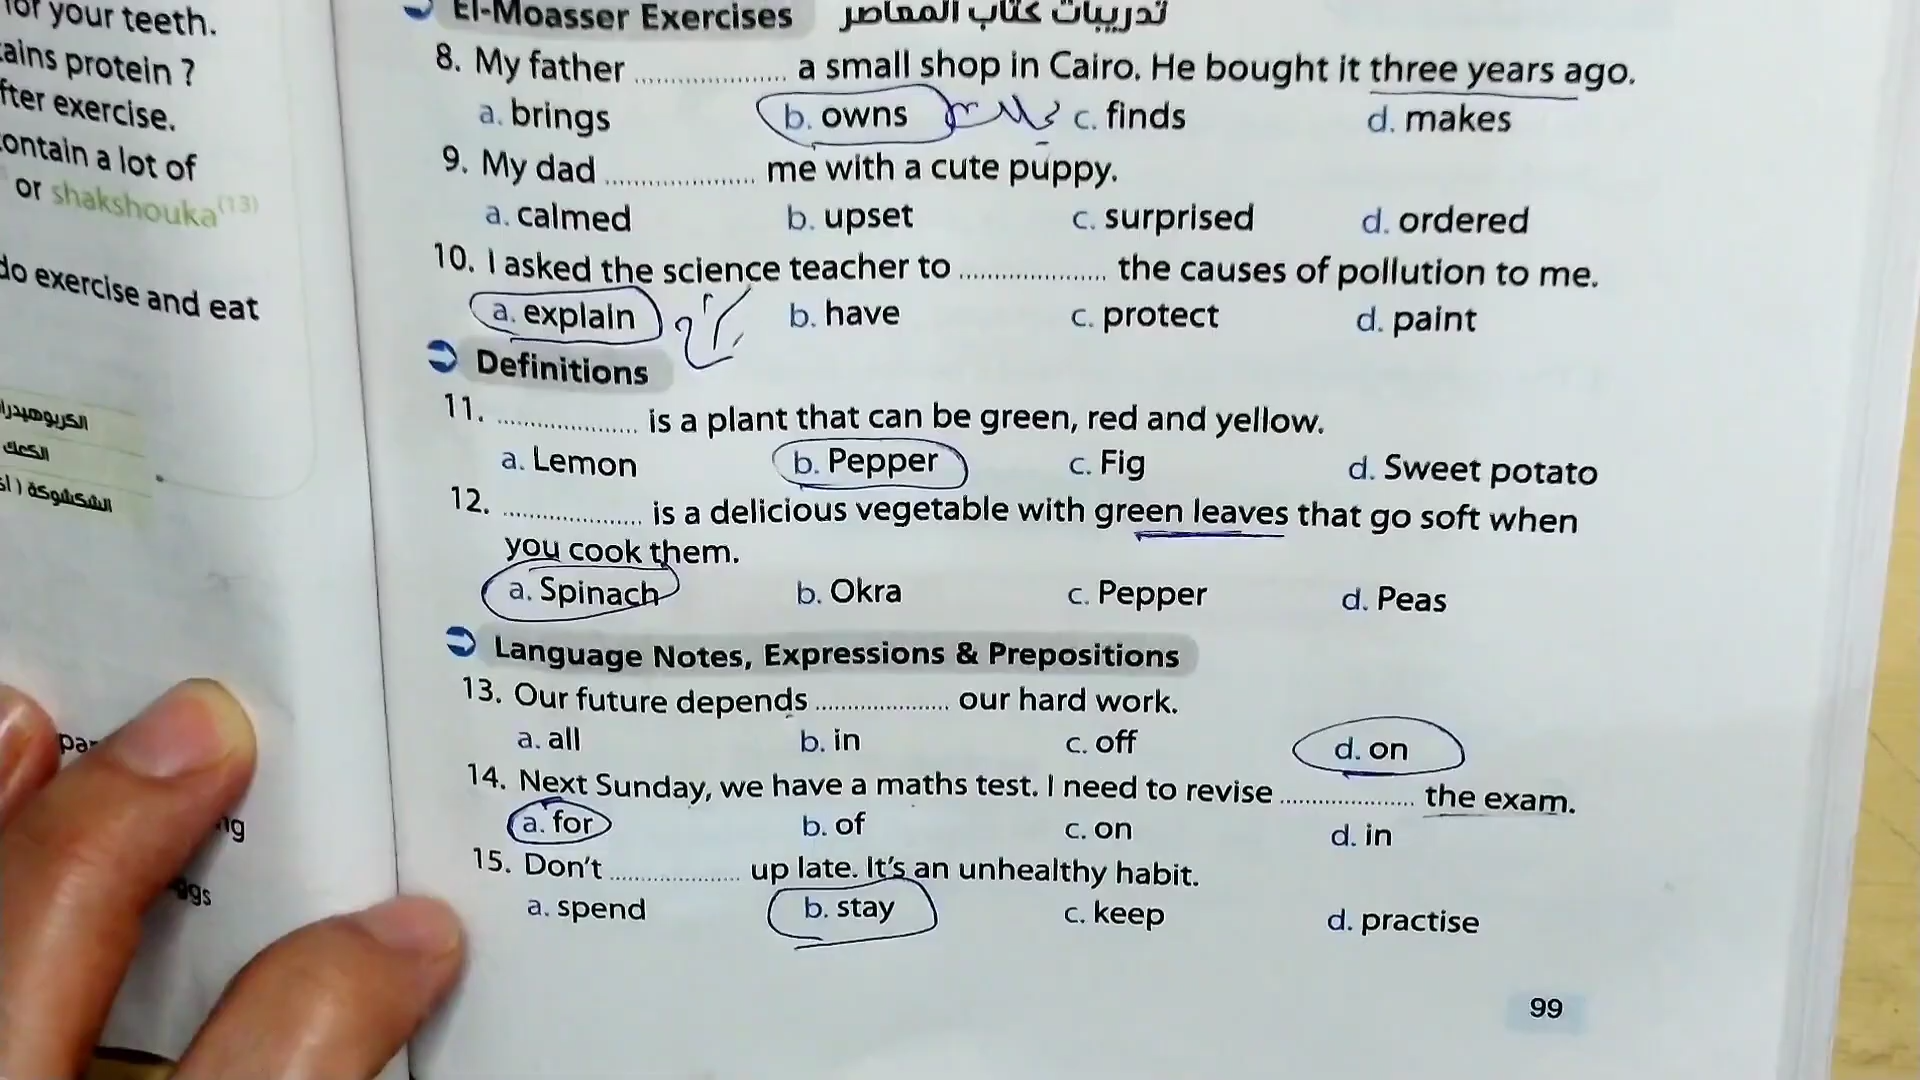 for your teeth.
tains protein ?
fter exercise.
ontain a lot of
or shakshouka(13)
do exercise and eat
الكعك
El-Moasser Exercises تدريبات كتاب المعاصر
8. My father .................... a small shop in Cairo. He bought it three years ago.
a. brings b. owns c. finds d. makes
9. My dad .................... me with a cute puppy.
a. calmed b. upset c. surprised d. ordered
10. I asked the science teacher to .................... the causes of pollution to me.
a. explain b. have c. protect d. paint
Definitions
11. .................... is a plant that can be green, red and yellow.
a. Lemon b. Pepper c. Fig d. Sweet potato
12. .................... is a delicious vegetable with green leaves that go soft when
you cook them.
a. Spinach b. Okra c. Pepper d. Peas
Language Notes, Expressions & Prepositions
13. Our future depends .................... our hard work.
a. all b. in c. off d. on
14. Next Sunday, we have a maths test. I need to revise .................... the exam.
a. for b. of c. on d. in
15. Don't .................... up late. It's an unhealthy habit.
a. spend b. stay c. keep d. practise
99